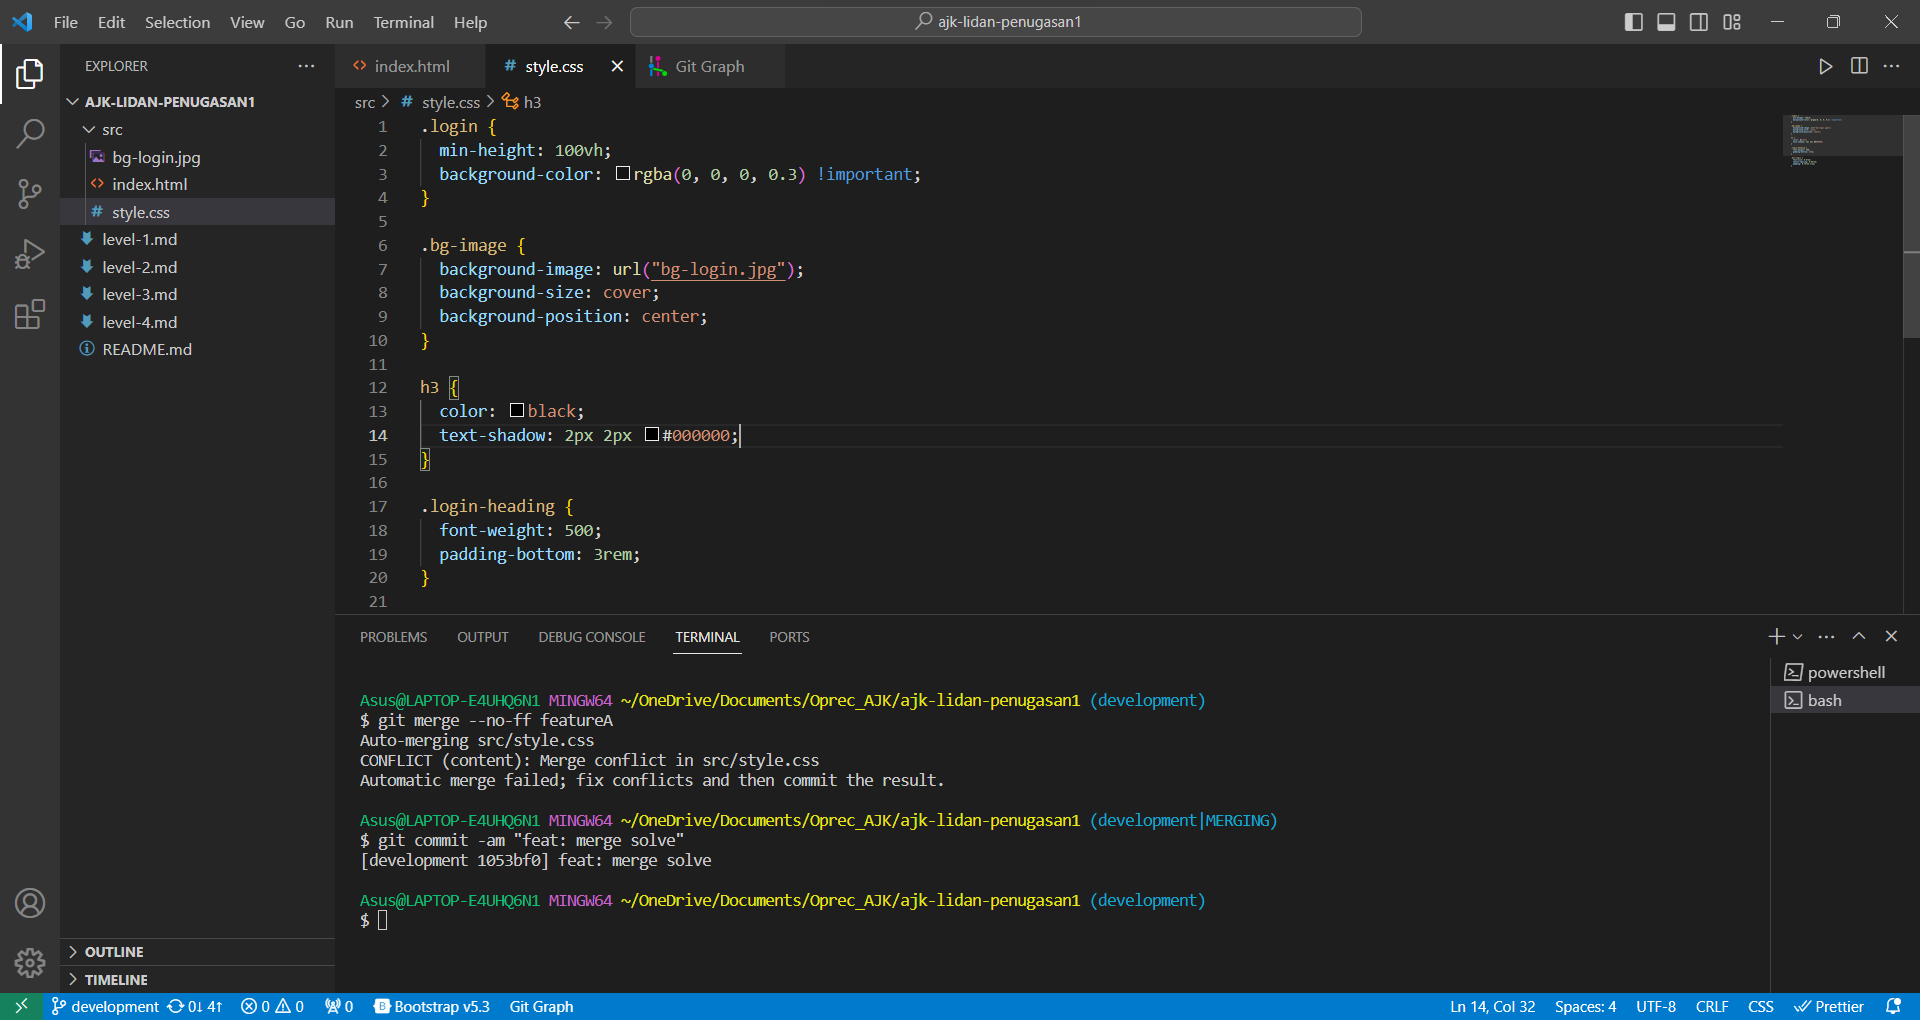 File Edit Selection View Go Run Terminal Help
ajk-lidan-penugasan1
EXPLORER
AJK-LIDAN-PENUGASAN1
src
bg-login.jpg
index.html
style.css
level-1.md
level-2.md
level-3.md
level-4.md
README.md
OUTLINE
TIMELINE
index.html
style.css
Git Graph
src > # style.css > h3
1 .login {
2 min-height: 100vh;
3 background-color: rgba(0, 0, 0, 0.3) !important;
4 }
5
6 .bg-image {
7 background-image: url("bg-login.jpg");
8 background-size: cover;
9 background-position: center;
10 }
11
12 h3 {
13 color: black;
14 text-shadow: 2px 2px #000000;
15 }
16
17 .login-heading {
18 font-weight: 500;
19 padding-bottom: 3rem;
20 }
21
PROBLEMS OUTPUT DEBUG CONSOLE TERMINAL PORTS
powershell
bash
Asus@LAPTOP-E4UHQ6N1 MINGW64 ~/OneDrive/Documents/Oprec_AJK/ajk-lidan-penugasan1 (development)
$ git merge --no-ff featureA
Auto-merging src/style.css
CONFLICT (content): Merge conflict in src/style.css
Automatic merge failed; fix conflicts and then commit the result.
Asus@LAPTOP-E4UHQ6N1 MINGW64 ~/OneDrive/Documents/Oprec_AJK/ajk-lidan-penugasan1 (development|MERGING)
$ git commit -am "feat: merge solve"
[development 1053bf0] feat: merge solve
Asus@LAPTOP-E4UHQ6N1 MINGW64 ~/OneDrive/Documents/Oprec_AJK/ajk-lidan-penugasan1 (development)
$
development 0↓ 4↑ 0 0 0 Bootstrap v5.3 Git Graph
Ln 14, Col 32 Spaces: 4 UTF-8 CRLF CSS Prettier